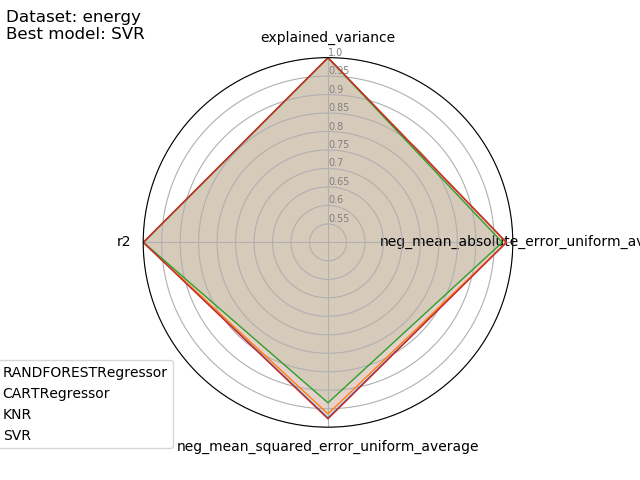 Dataset: energy
Best model: SVR
explained_variance
1.0
0.95
0.9
0.85
0.8
0.75
0.7
0.65
0.6
0.55
r2
neg_mean_absolute_error_uniform_av
RANDFORESTRegressor
CARTRegressor
KNR
SVR
neg_mean_squared_error_uniform_average